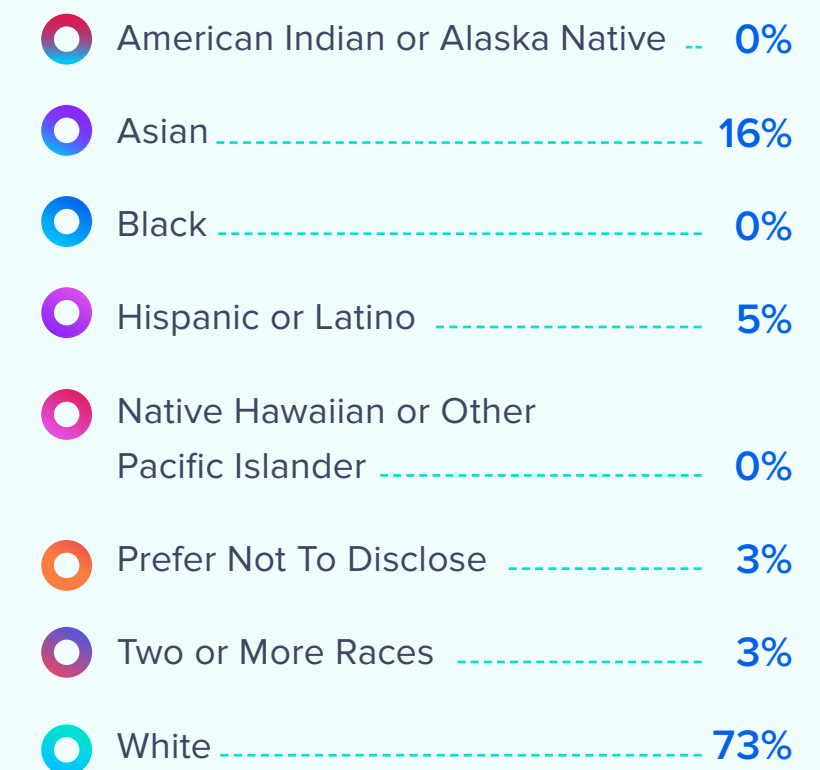 American Indian or Alaska Native 0%
Asian 16%
Black 0%
Hispanic or Latino 5%
Native Hawaiian or Other
Pacific Islander 0%
Prefer Not To Disclose 3%
Two or More Races 3%
White 73%